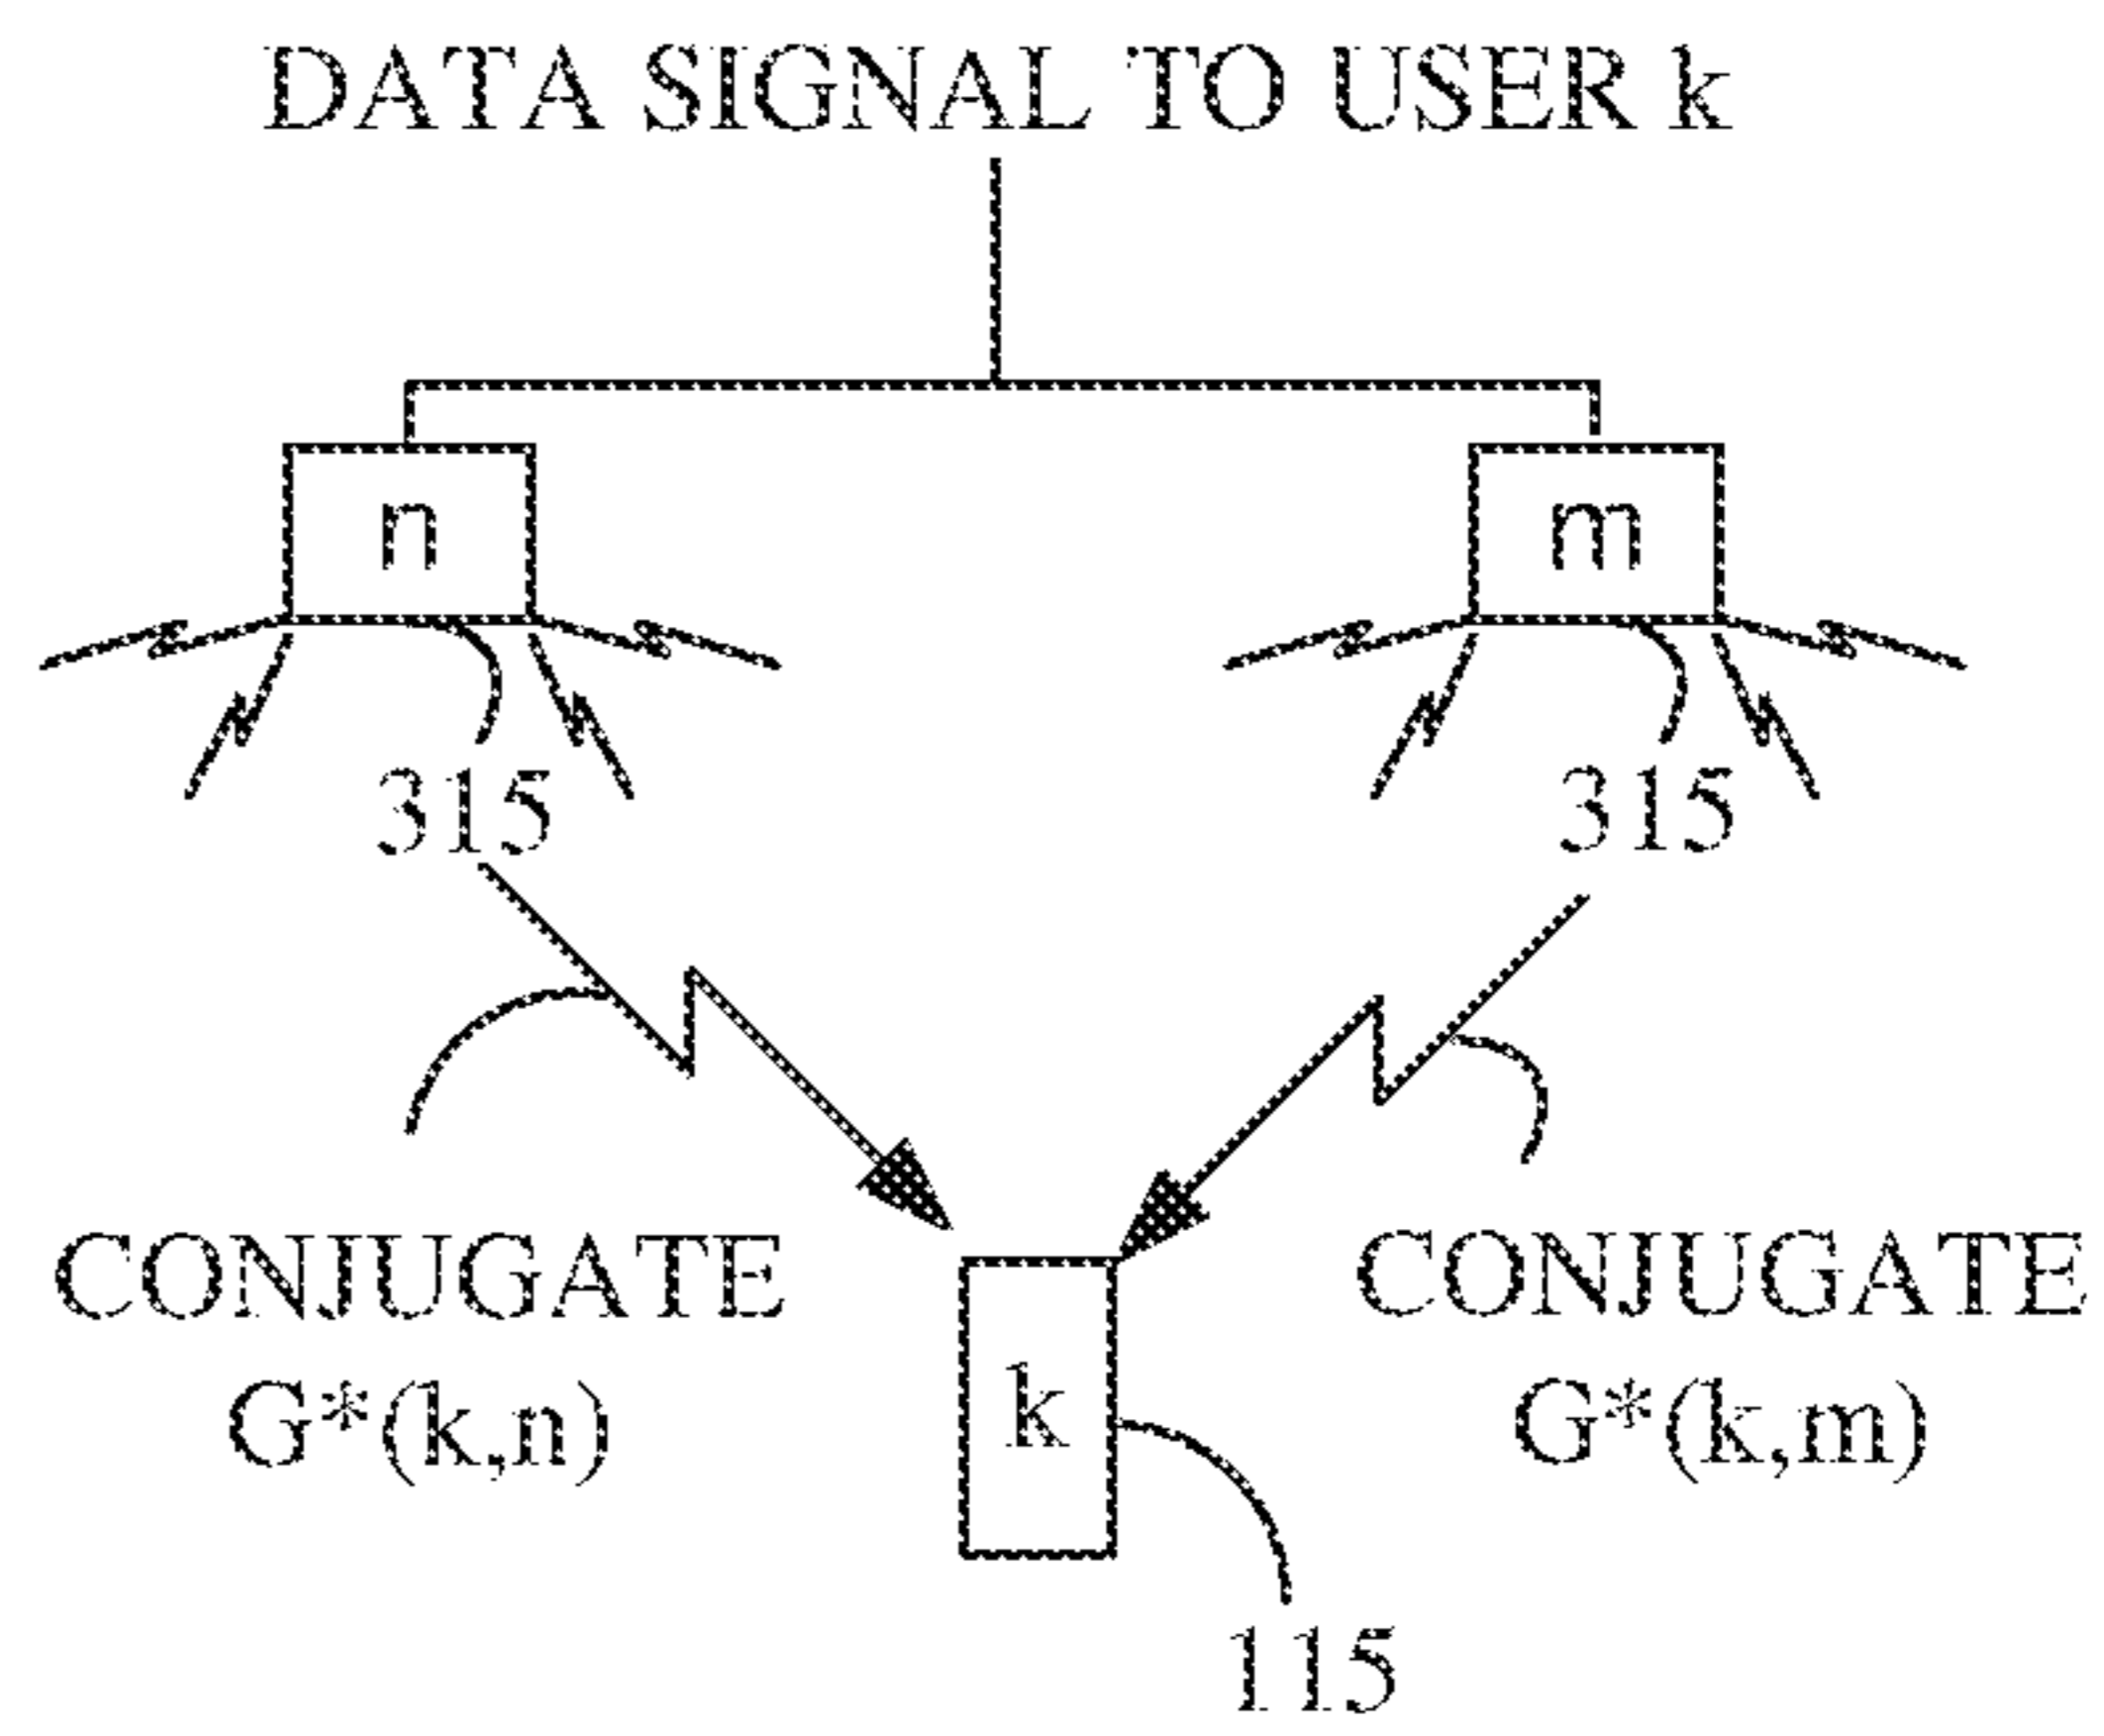 DATA SIGNAL TO USER k
n
m
315
315
CONJUGATE
G*(k,n)
CONJUGATE
G*(k,m)
k
115